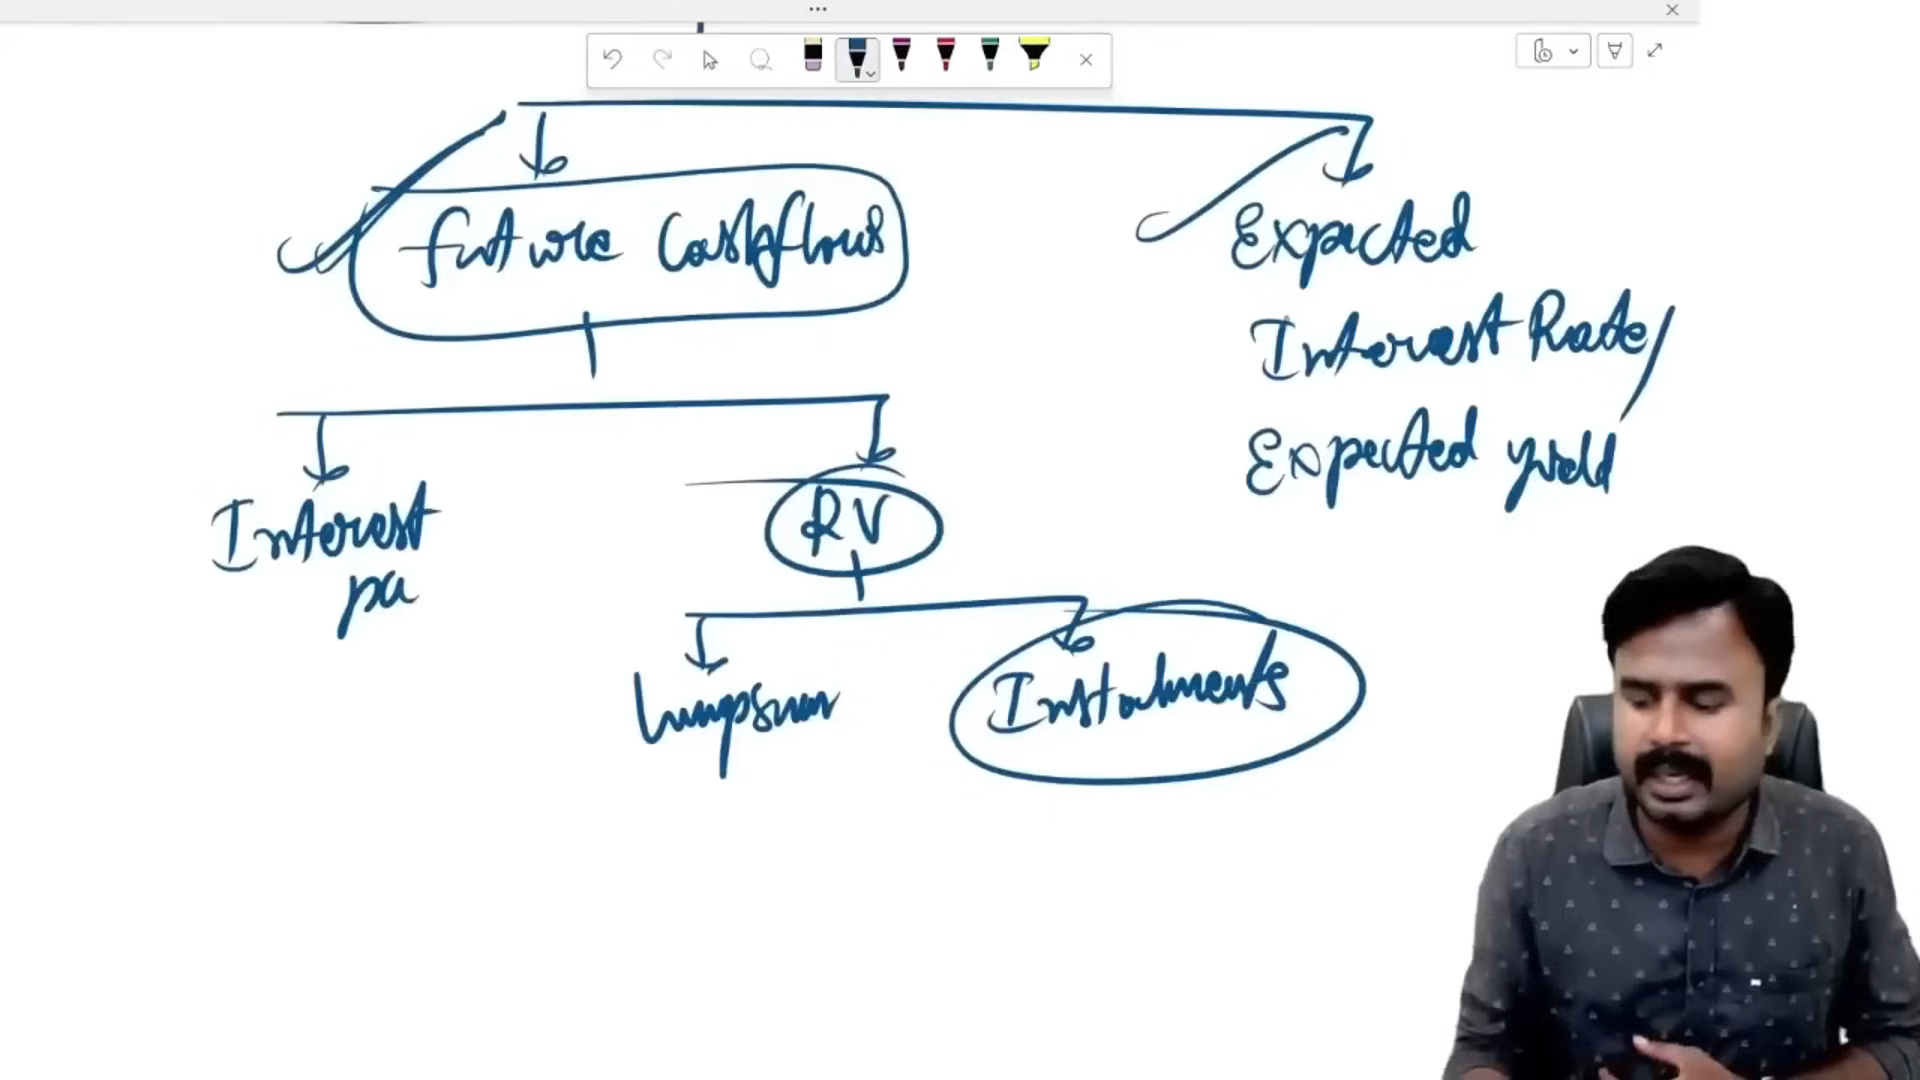 Future Cashflows
Expected
Interest Rate/
Expected yield
Interest
pa
RV
Lumpsum
Instalments